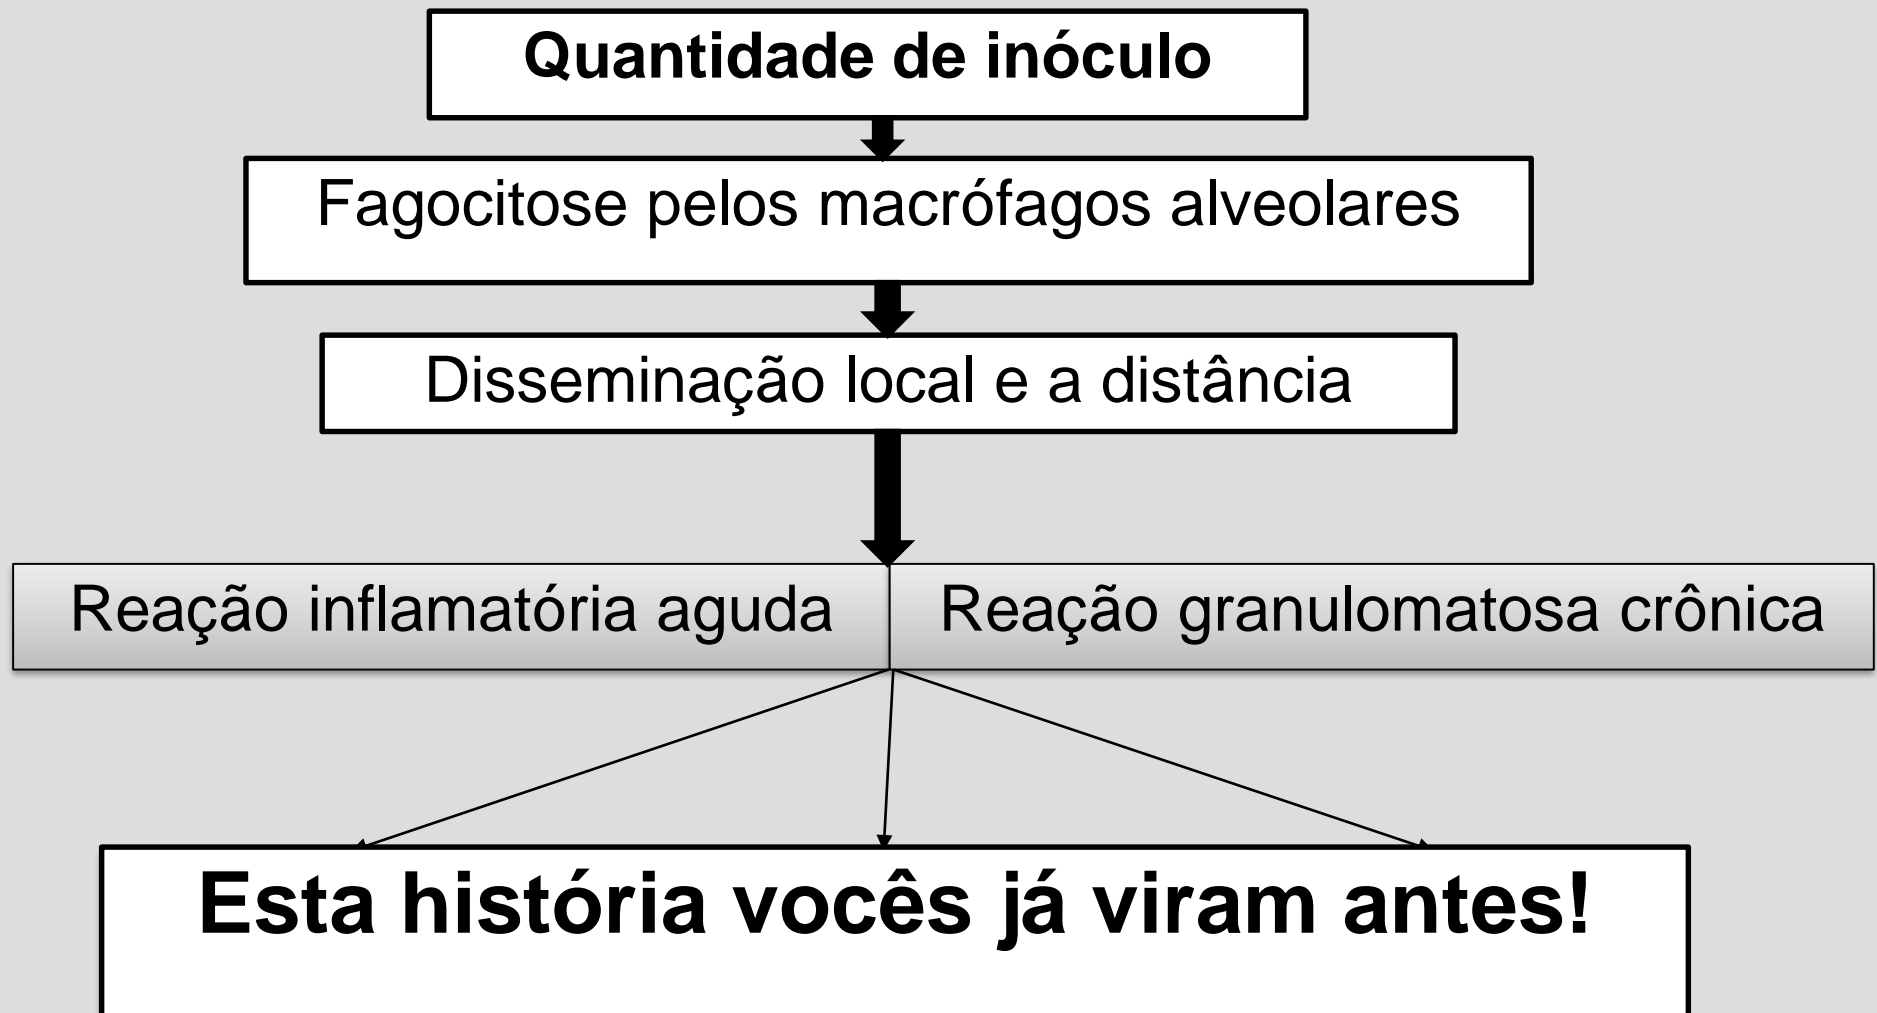 Quantidade de inóculo
Fagocitose pelos macrófagos alveolares
Disseminação local e a distância
Reação inflamatória aguda
Reação granulomatosa crônica
Esta história vocês já viram antes!